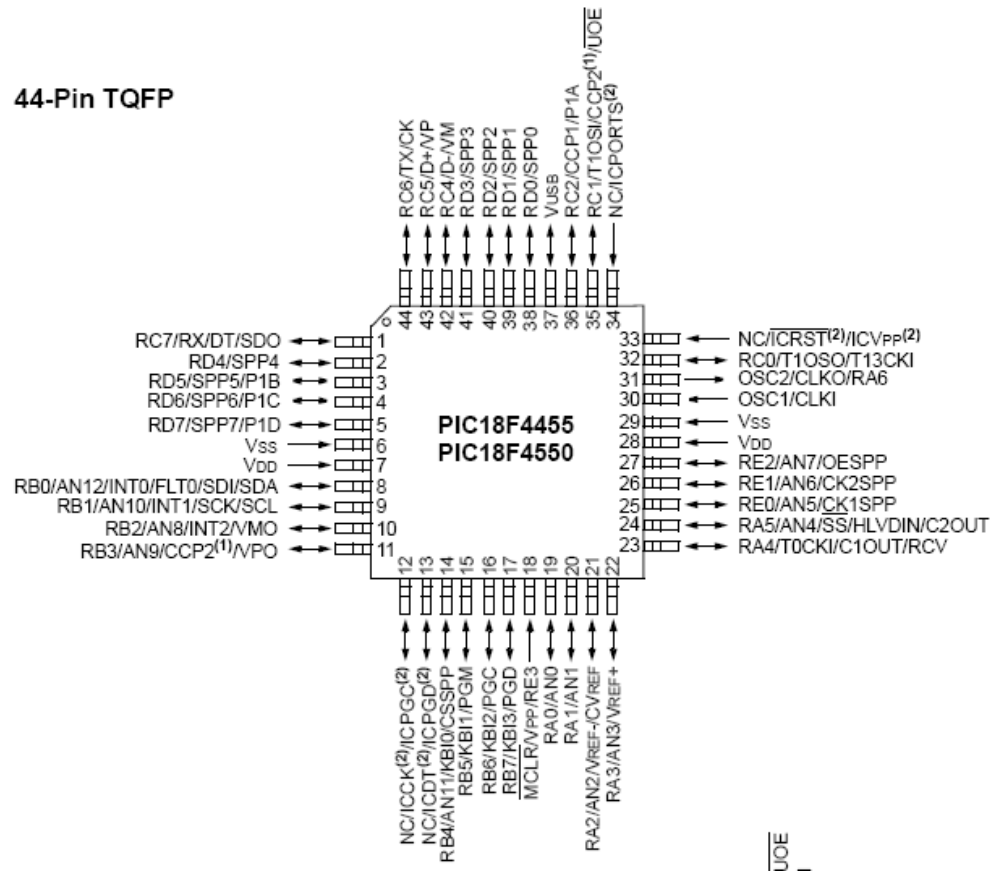 44-Pin TQFP
RC6/TX/CK
RC5/D+/VP
RC4/D-/VM
RD3/SPP3
RD2/SPP2
RD1/SPP1
RD0/SPP0
VUSB
RC2/CCP1/P1A
RC1/T1OSI/CCP2(1)/UOE
NC/ICPORTS(2)
44
43
42
41
40
39
38
37
36
35
34
RC7/RX/DT/SDO 1
RD4/SPP4 2
RD5/SPP5/P1B 3
RD6/SPP6/P1C 4
RD7/SPP7/P1D 5
VSS 6
VDD 7
RB0/AN12/INT0/FLT0/SDI/SDA 8
RB1/AN10/INT1/SCK/SCL 9
RB2/AN8/INT2/VMO 10
RB3/AN9/CCP2(1)/VPO 11
PIC18F4455
PIC18F4550
33 NC/ICRST(2)/ICVPP(2)
32 RC0/T1OSO/T13CKI
31 OSC2/CLKO/RA6
30 OSC1/CLKI
29 VSS
28 VDD
27 RE2/AN7/OESPP
26 RE1/AN6/CK2SPP
25 RE0/AN5/CK1SPP
24 RA5/AN4/SS/HLVDIN/C2OUT
23 RA4/T0CKI/C1OUT/RCV
12
13
14
15
16
17
18
19
20
21
22
NC/ICCK(2)/ICPGC(2)
NC/ICDT(2)/ICPGD(2)
RB4/AN11/KBI0/CSSPP
RB5/KBI1/PGM
RB6/KBI2/PGC
RB7/KBI3/PGD
MCLR/VPP/RE3
RA0/AN0
RA1/AN1
RA2/AN2/VREF-/CVREF
RA3/AN3/VREF+
UOE